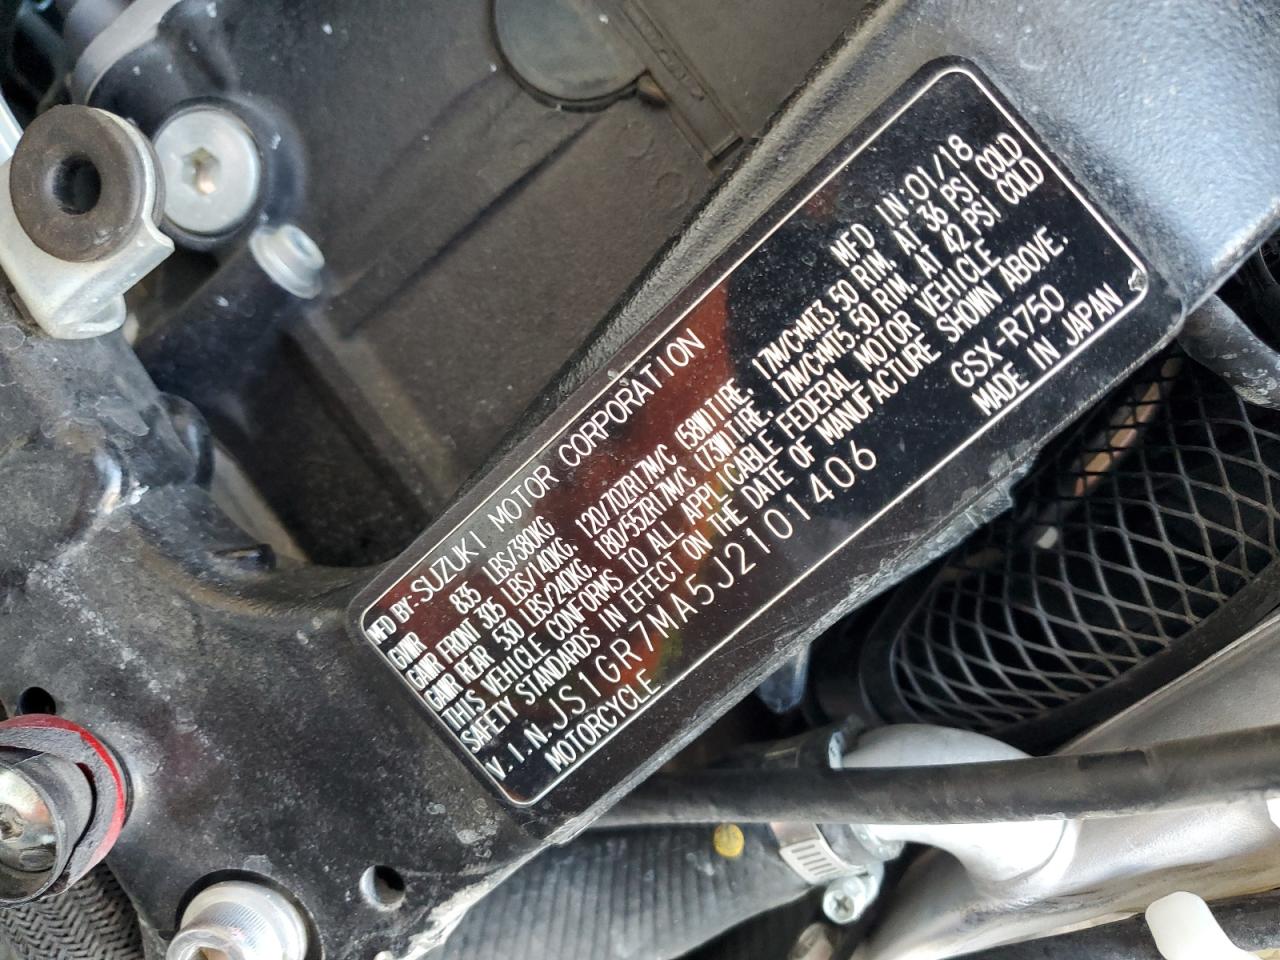 MFD BY:-SUZUKI MOTOR CORPORATION MFD IN:01/18
GVWR 835 LBS/380KG
GAWR FRONT 305 LBS/140KG. 120/70ZR17M/C (58W)TIRE. 17M/CxMT3.50 RIM. AT 36 PSI COLD
GAWR REAR 530 LBS/240KG. 180/55ZR17M/C (73W)TIRE. 17M/CxMT5.50 RIM. AT 42 PSI COLD
THIS VEHICLE CONFORMS TO ALL APPLICABLE FEDERAL MOTOR VEHICLE
SAFETY STANDARDS IN EFFECT ON THE DATE OF MANUFACTURE SHOWN ABOVE.
V.I.N.JS1GR7MA5J2101406 GSX-R750
MOTORCYCLE MADE IN JAPAN